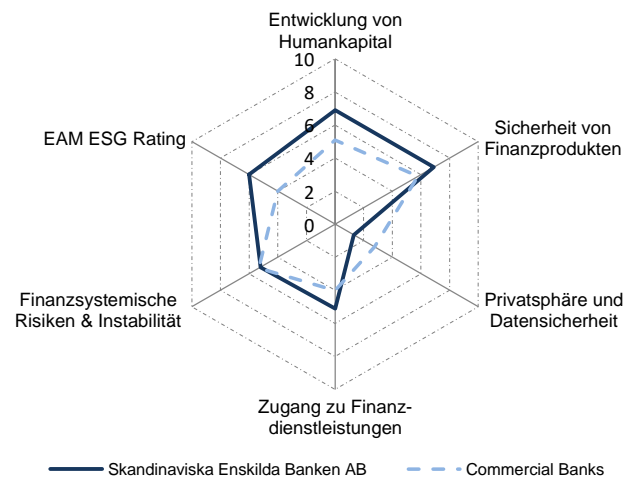 Entwicklung von
Humankapital
10
8
6
4
2
0
EAM ESG Rating
Sicherheit von
Finanzprodukten
Finanzsystemische
Risiken & Instabilität
Privatsphäre und
Datensicherheit
Zugang zu Finanz-
dienstleistungen
Skandinaviska Enskilda Banken AB
Commercial Banks